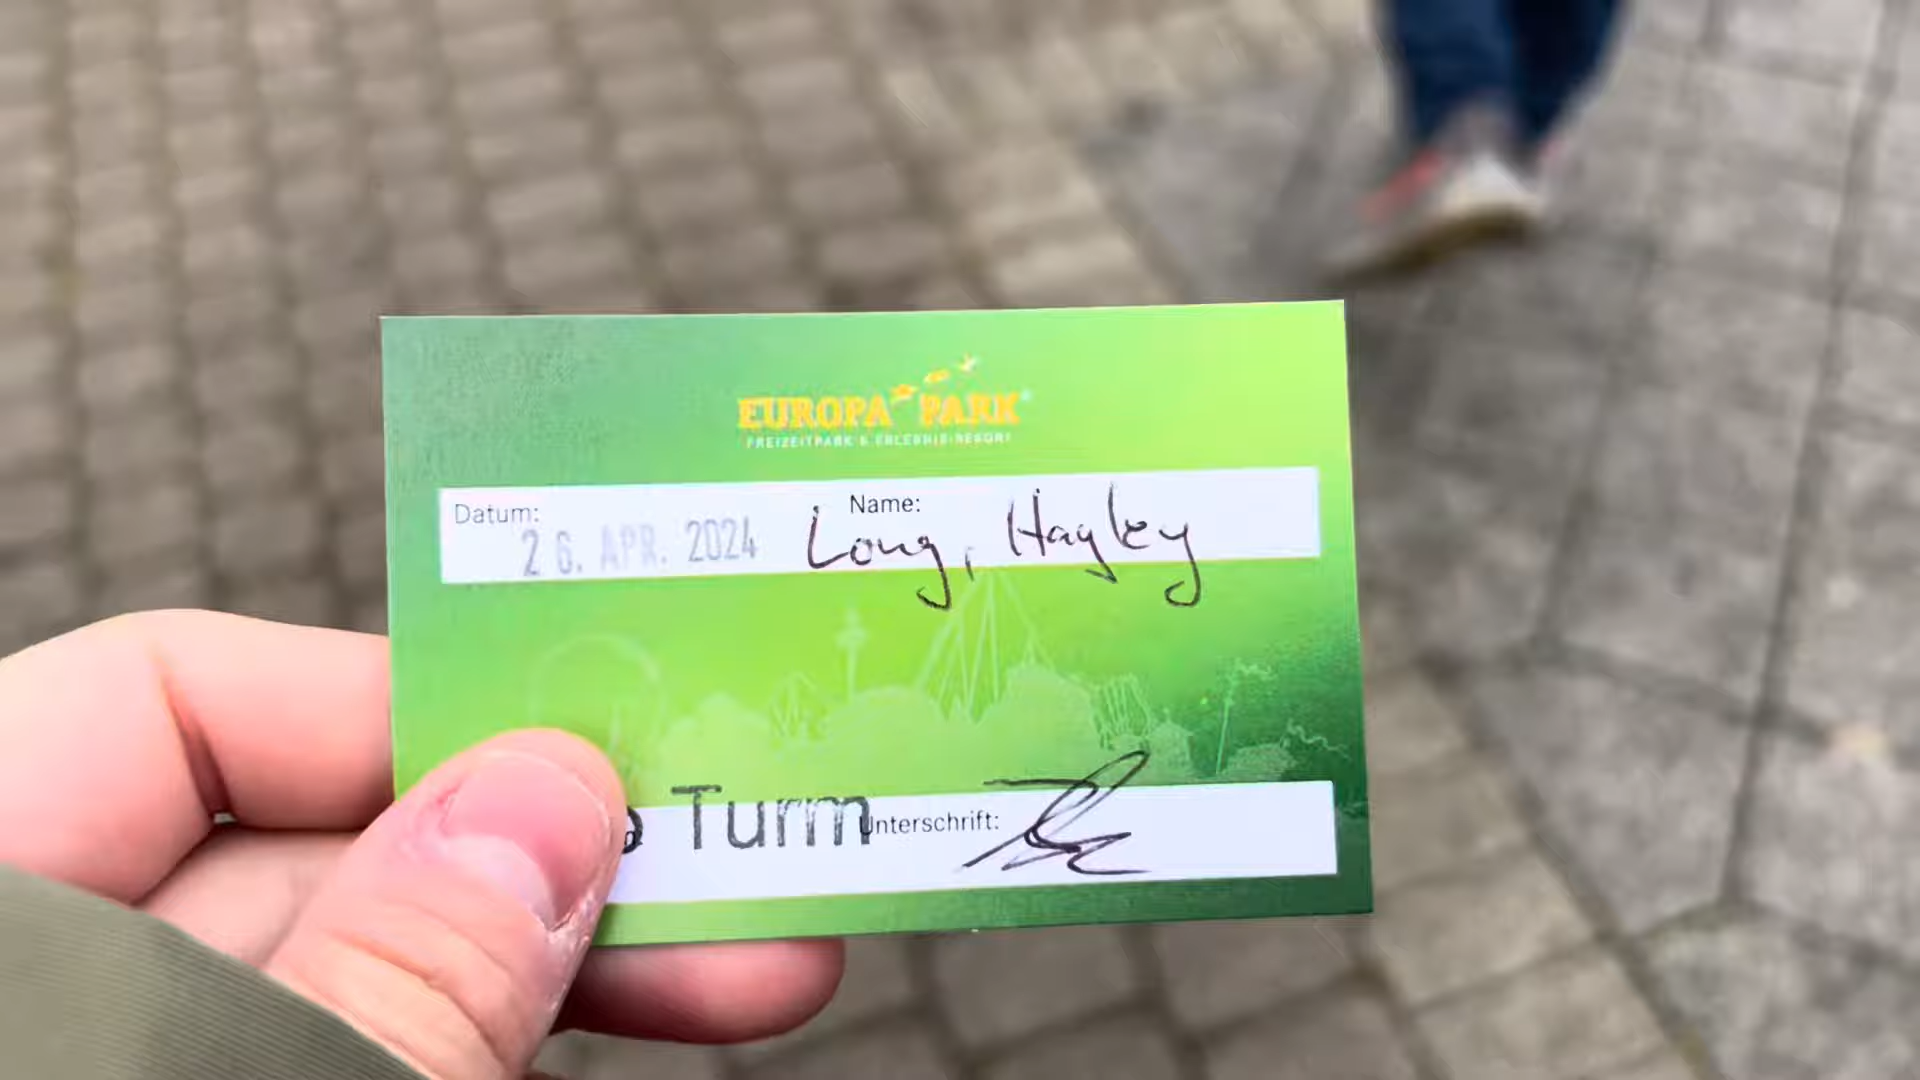 EUROPA PARK®
FREIZEITPARK & ERLEBNIS-RESORT
Datum: Name:
26. APR. 2024 Long, Hayley
Turm Unterschrift: